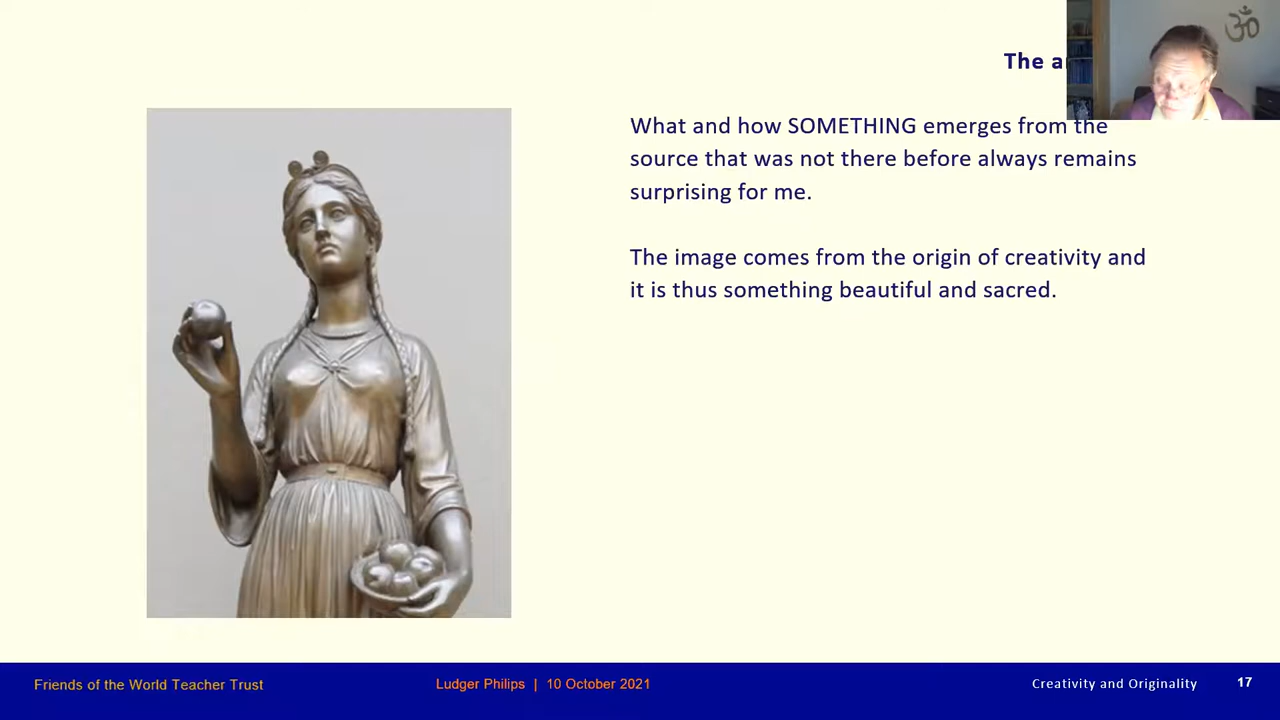 The
What and how SOMETHING emerges from the
source that was not there before always remains
surprising for me.
The image comes from the origin of creativity and
it is thus something beautiful and sacred.
Friends of the World Teacher Trust
Ludger Philips | 10 October 2021
Creativity and Originality
17
ॐ